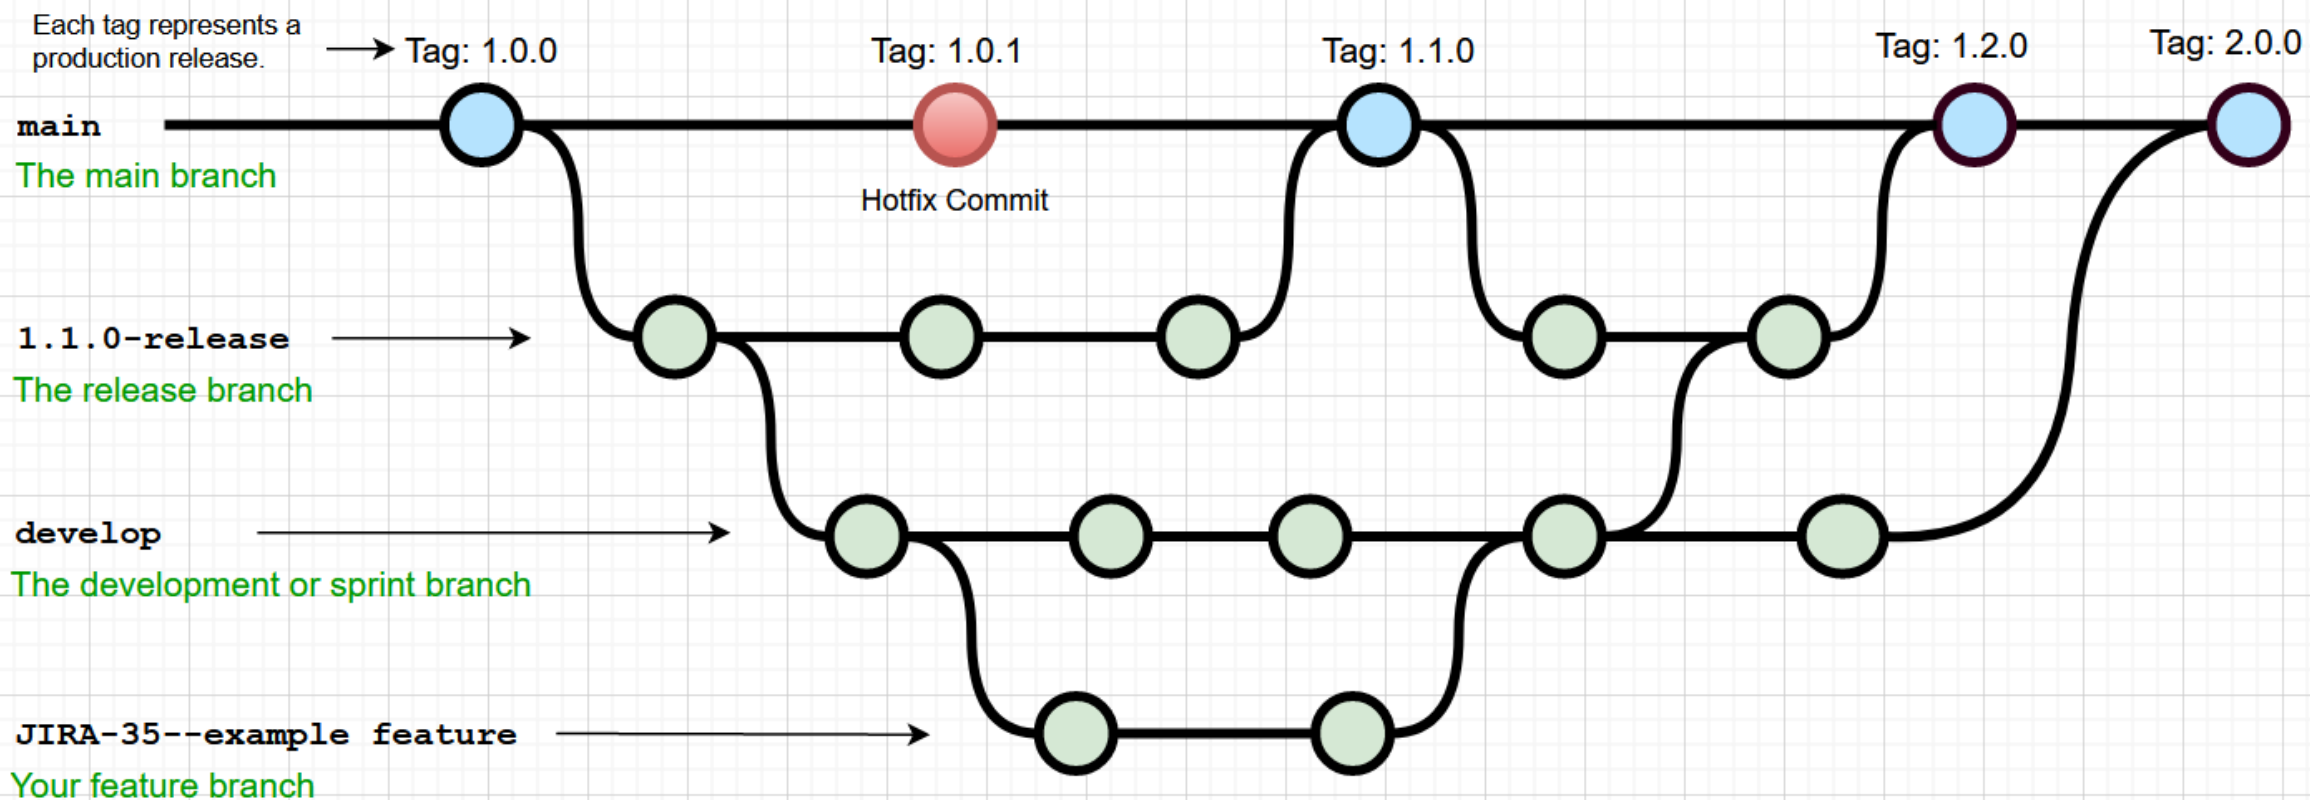 Each tag represents a
production release.
Tag: 1.0.0
Tag: 1.0.1
Tag: 1.1.0
Tag: 1.2.0
Tag: 2.0.0
main
The main branch
Hotfix Commit
1.1.0-release
The release branch
develop
The development or sprint branch
JIRA-35--example feature
Your feature branch